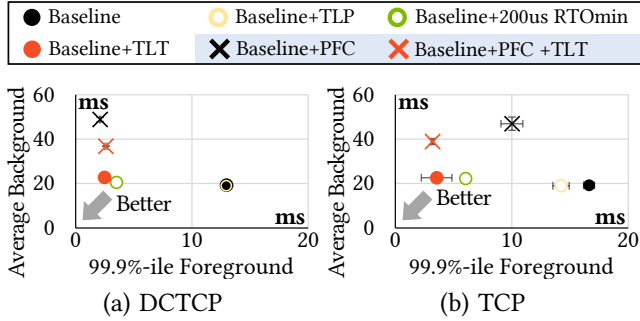 Baseline Baseline+TLP Baseline+200us RTOmin
Baseline+TLT Baseline+PFC Baseline+PFC +TLT
Average Background
60
40
20
0
ms
Better
ms
0 10 20
99.9%-ile Foreground
(a) DCTCP
Average Background
60
40
20
0
ms
Better
ms
0 10 20
99.9%-ile Foreground
(b) TCP